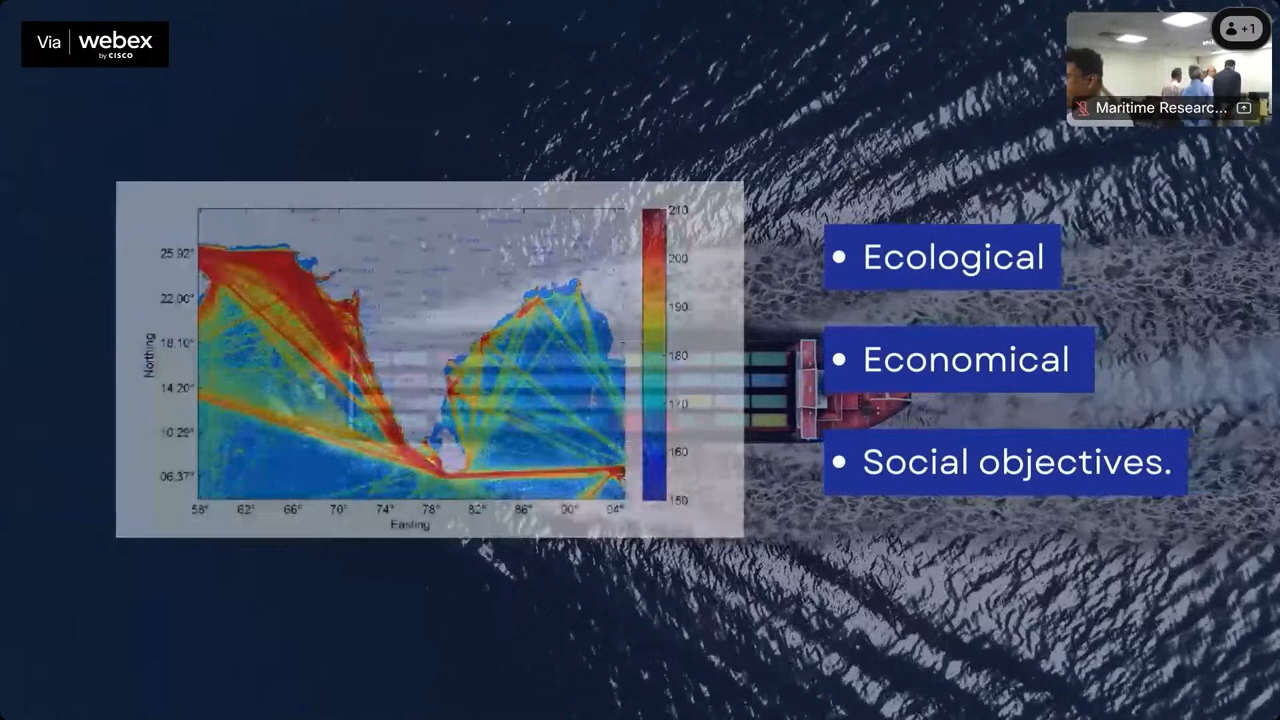 Via webex
by CISCO
+1
Maritime Researc...
210
200
190
180
170
160
150
25.92°
22.00°
18.10°
14.20°
10.29°
06.37°
Northing
58° 62° 66° 70° 74° 78° 82° 86° 90° 94°
Easting
• Ecological
• Economical
• Social objectives.